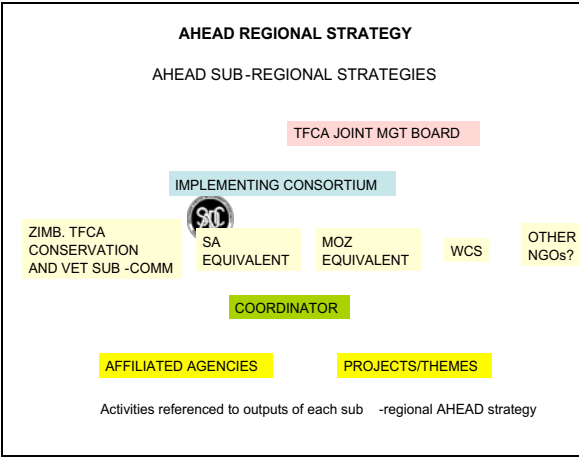 AHEAD REGIONAL STRATEGY
AHEAD SUB-REGIONAL STRATEGIES
TFCA JOINT MGT BOARD
IMPLEMENTING CONSORTIUM
SADC
ZIMB. TFCA
CONSERVATION
AND VET SUB-COMM
SA
EQUIVALENT
MOZ
EQUIVALENT
WCS
OTHER
NGOs?
COORDINATOR
AFFILIATED AGENCIES
PROJECTS/THEMES
Activities referenced to outputs of each sub -regional AHEAD strategy